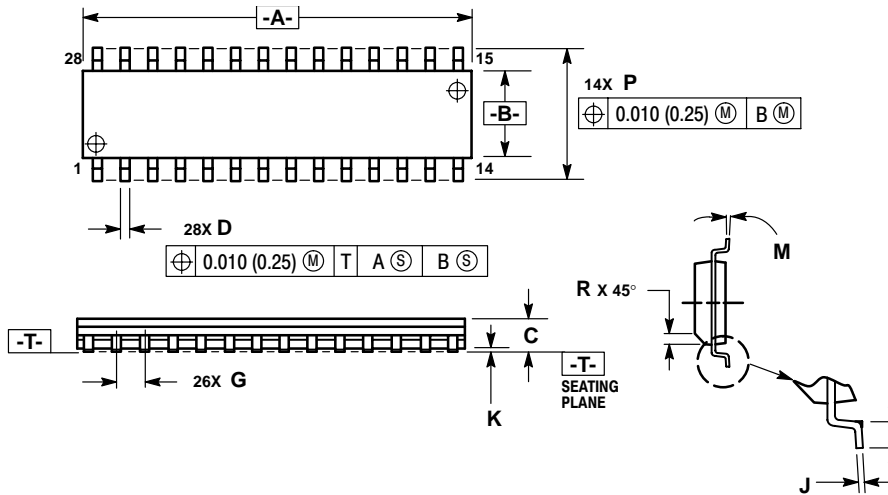 -A-
28
15
-B-
14X P
⌖ 0.010 (0.25) Ⓜ B Ⓜ
1
14
28X D
⌖ 0.010 (0.25) Ⓜ T A Ⓢ B Ⓢ
M
R X 45°
-T-
C
26X G
K
-T-
SEATING
PLANE
J